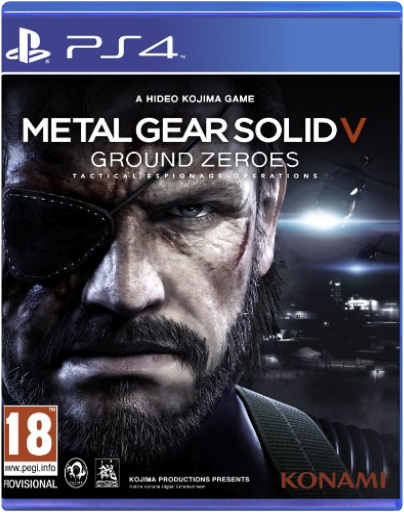 PS4
A HIDEO KOJIMA GAME
METAL GEAR SOLID V
GROUND ZEROES
TACTICAL ESPIONAGE OPERATIONS
18
www.pegi.info
PROVISIONAL
KOJIMA PRODUCTIONS PRESENTS
KONAMI